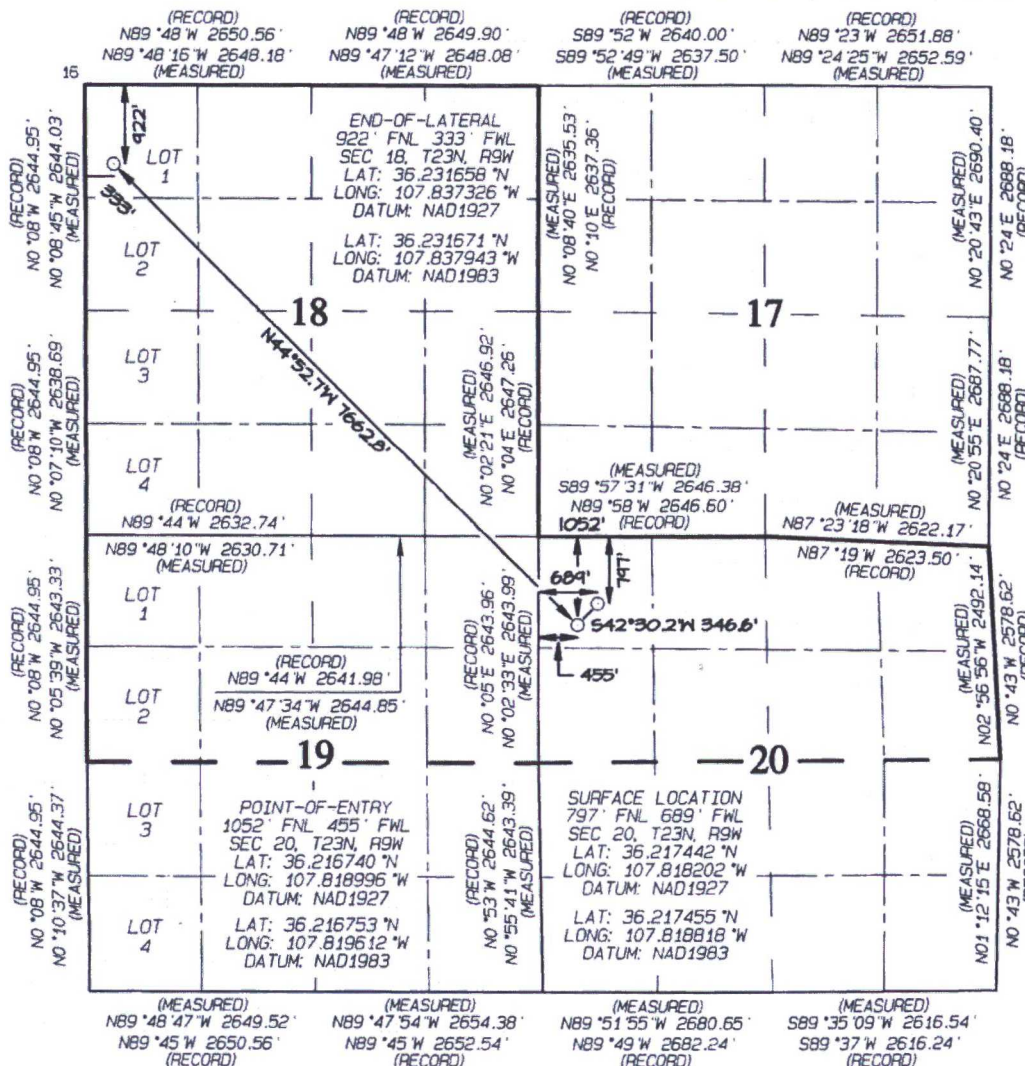 (RECORD)
N89°48'W 2650.56'
N89°48'16"W 2648.18'
(MEASURED)
(RECORD)
N89°48'W 2649.90'
N89°47'12"W 2648.08'
(MEASURED)
(RECORD)
S89°52'W 2640.00'
S89°52'49"W 2637.50'
(MEASURED)
(RECORD)
N89°23'W 2651.88'
N89°24'25"W 2652.59'
(MEASURED)
16
922'
333'
LOT
1
LOT
2
LOT
3
LOT
4
(RECORD)
N0°08'W 2644.95'
N0°08'45"W 2644.03'
(MEASURED)
(RECORD)
N0°08'W 2644.95'
N0°07'10"W 2638.69'
(MEASURED)
END-OF-LATERAL
922' FNL 333' FWL
SEC 18, T23N, R9W
LAT: 36.231658°N
LONG: 107.837326°W
DATUM: NAD1927
LAT: 36.231671°N
LONG: 107.837943°W
DATUM: NAD1983
18
N44°52.7'W 7662.8'
(MEASURED)
N0°08'40"E 2635.53'
N0°10'E 2637.36'
(RECORD)
(MEASURED)
N0°02'21"E 2646.92'
N0°04'E 2647.26'
(RECORD)
17
(MEASURED)
N0°20'43"E 2690.40'
N0°24'E 2688.18'
(RECORD)
(MEASURED)
N0°20'55"E 2687.77'
N0°24'E 2688.18'
(RECORD)
(MEASURED)
S89°57'31"W 2646.38'
N89°58'W 2646.60'
(RECORD)
(MEASURED)
N87°23'18"W 2622.17'
N87°19'W 2623.50'
(RECORD)
(RECORD)
N89°44'W 2632.74'
N89°48'10"W 2630.71'
(MEASURED)
(RECORD)
N89°44'W 2641.98'
N89°47'34"W 2644.85'
(MEASURED)
1052'
689'
797'
S42°30.2'W 346.6'
455'
LOT
1
LOT
2
LOT
3
LOT
4
(RECORD)
N0°08'W 2644.95'
N0°05'39"W 2643.33'
(MEASURED)
(RECORD)
N0°08'W 2644.95'
N0°10'37"W 2644.37'
(MEASURED)
(RECORD)
N0°05'E 2643.96'
N0°02'33"E 2643.99'
(MEASURED)
(RECORD)
N0°53'W 2644.62'
N0°55'41"W 2643.39'
(MEASURED)
19
POINT-OF-ENTRY
1052' FNL 455' FWL
SEC 20, T23N, R9W
LAT: 36.216740°N
LONG: 107.818996°W
DATUM: NAD1927
LAT: 36.216753°N
LONG: 107.819612°W
DATUM: NAD1983
20
SURFACE LOCATION
797' FNL 689' FWL
SEC 20, T23N, R9W
LAT: 36.217442°N
LONG: 107.818202°W
DATUM: NAD1927
LAT: 36.217455°N
LONG: 107.818818°W
DATUM: NAD1983
(MEASURED)
N02°56'56"W 2492.14'
N0°43'W 2578.62'
(RECORD)
(MEASURED)
N01°12'15"E 2668.58'
N0°43'W 2578.62'
(MEASURED)
N89°48'47"W 2649.52'
N89°45'W 2650.56'
(RECORD)
(MEASURED)
N89°47'54"W 2654.38'
N89°45'W 2652.54'
(RECORD)
(MEASURED)
N89°51'55"W 2680.65'
N89°49'W 2682.24'
(RECORD)
(MEASURED)
S89°35'09"W 2616.54'
S89°37'W 2616.24'
(RECORD)